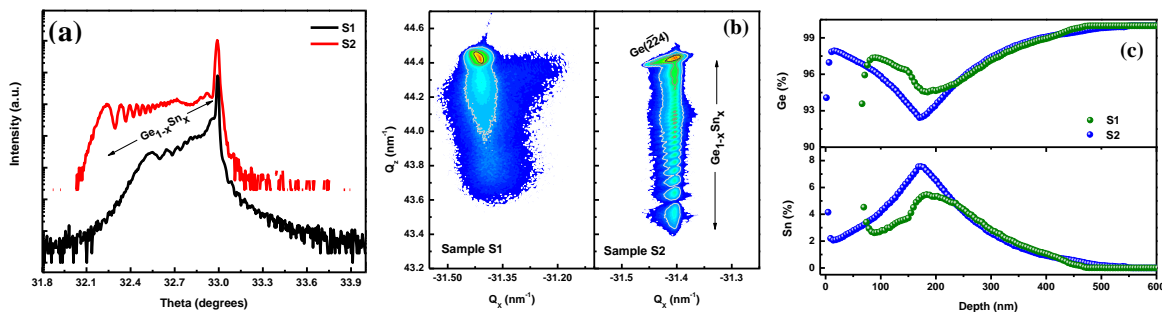 (a)
S1
S2
Ge1-xSnx
Intensity (a.u.)
31.8 32.1 32.4 32.7 33.0 33.3 33.6 33.9
Theta (degrees)
(b)
Ge(2̄2̄4)
Ge1-xSnx
44.6
44.4
44.2
44.0
43.8
43.6
43.4
43.2
Qz (nm-1)
Sample S1
Sample S2
-31.50 -31.35 -31.20
-31.5 -31.4 -31.3
Qx (nm-1)
Qx (nm-1)
(c)
99
96
93
90
Ge (%)
S1
S2
8
6
4
2
0
Sn (%)
0 100 200 300 400 500 600
Depth (nm)